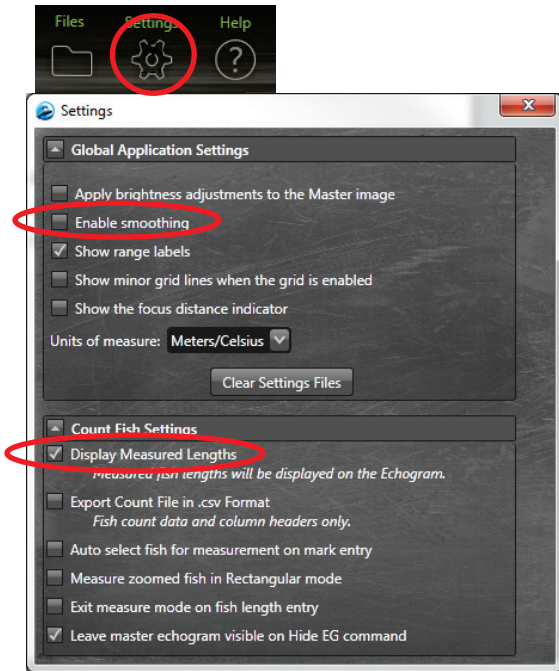 Files Settings Help
?
Settings
x
Global Application Settings
Apply brightness adjustments to the Master image
Enable smoothing
Show range labels
Show minor grid lines when the grid is enabled
Show the focus distance indicator
Units of measure: Meters/Celsius
Clear Settings Files
Count Fish Settings
Display Measured Lengths
Measured fish lengths will be displayed on the Echogram.
Export Count File in .csv Format
Fish count data and column headers only.
Auto select fish for measurement on mark entry
Measure zoomed fish in Rectangular mode
Exit measure mode on fish length entry
Leave master echogram visible on Hide EG command